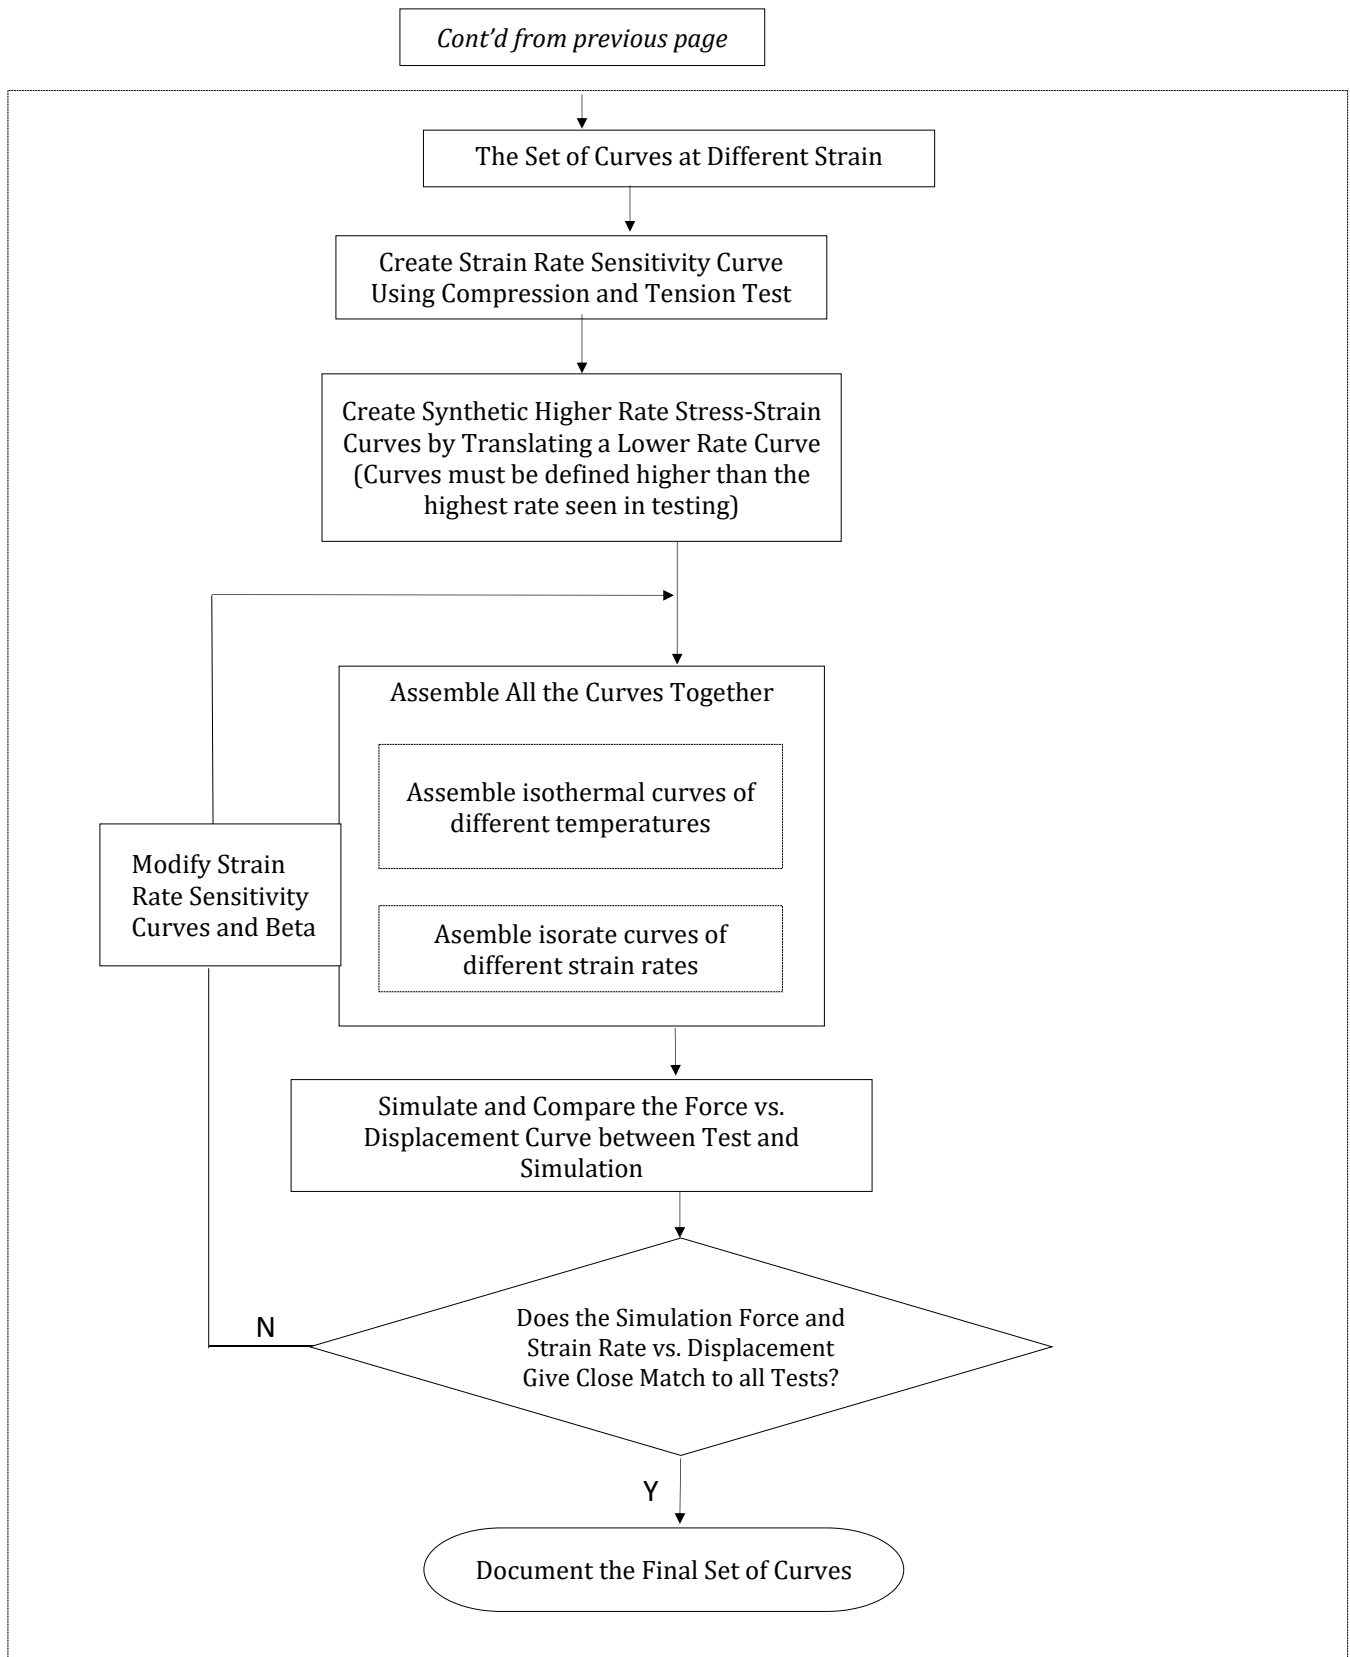 Cont’d from previous page
The Set of Curves at Different Strain
Create Strain Rate Sensitivity Curve
Using Compression and Tension Test
Create Synthetic Higher Rate Stress-Strain
Curves by Translating a Lower Rate Curve
(Curves must be defined higher than the
highest rate seen in testing)
Assemble All the Curves Together
Assemble isothermal curves of
different temperatures
Modify Strain
Rate Sensitivity
Curves and Beta
Asemble isorate curves of
different strain rates
Simulate and Compare the Force vs.
Displacement Curve between Test and
Simulation
Does the Simulation Force and
Strain Rate vs. Displacement
Give Close Match to all Tests?
N
Y
Document the Final Set of Curves